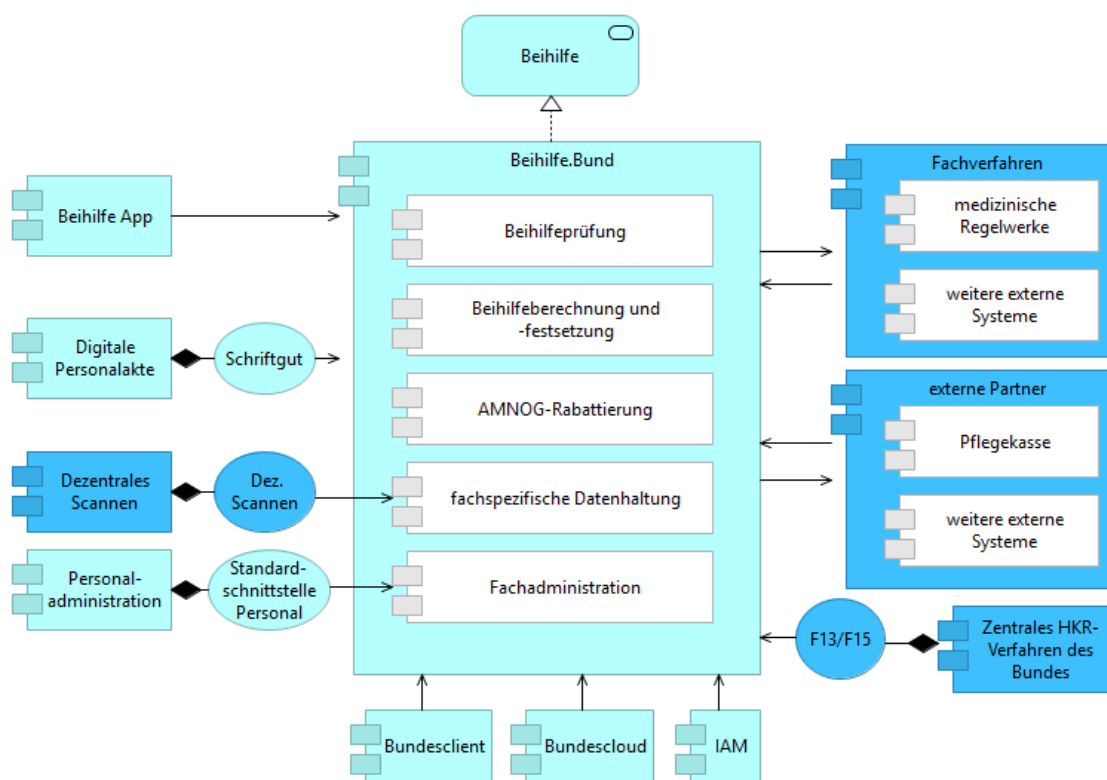 Beihilfe
Beihilfe.Bund
Beihilfeprüfung
Beihilfeberechnung und
-festsetzung
AMNOG-Rabattierung
fachspezifische Datenhaltung
Fachadministration
Beihilfe App
Digitale
Personalakte
Schriftgut
Dezentrales
Scannen
Dez.
Scannen
Personal-
administration
Standard-
schnittstelle
Personal
Fachverfahren
medizinische
Regelwerke
weitere externe
Systeme
externe Partner
Pflegekasse
weitere externe
Systeme
F13/F15
Zentrales HKR-
Verfahren des
Bundes
Bundesclient
Bundescloud
IAM